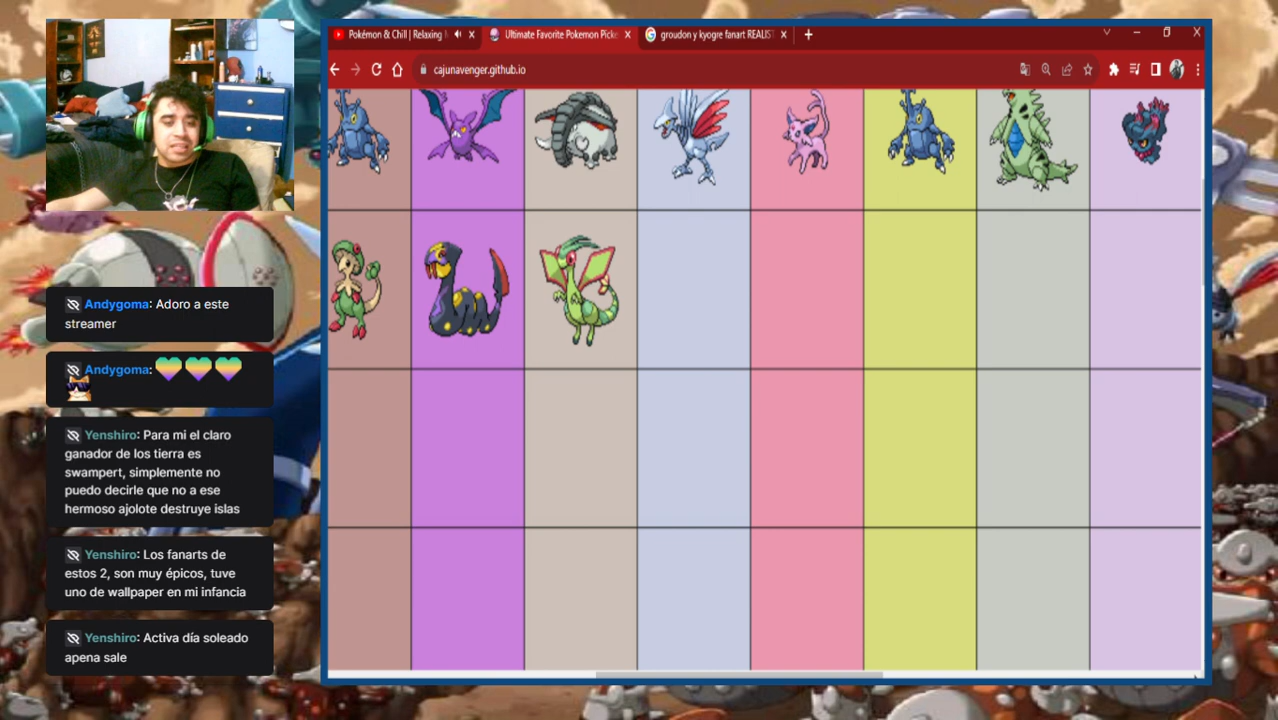 Pokémon & Chill | Relaxing
Ultimate Favorite Pokemon Picke
groudon y kyogre fanart REALIST
cajunavenger.github.io
Andygoma: Adoro a este
streamer
Andygoma:
Yenshiro: Para mi el claro
ganador de los tierra es
swampert, simplemente no
puedo decirle que no a ese
hermoso ajolote destruye islas
Yenshiro: Los fanarts de
estos 2, son muy épicos, tuve
uno de wallpaper en mi infancia
Yenshiro: Activa día soleado
apena sale